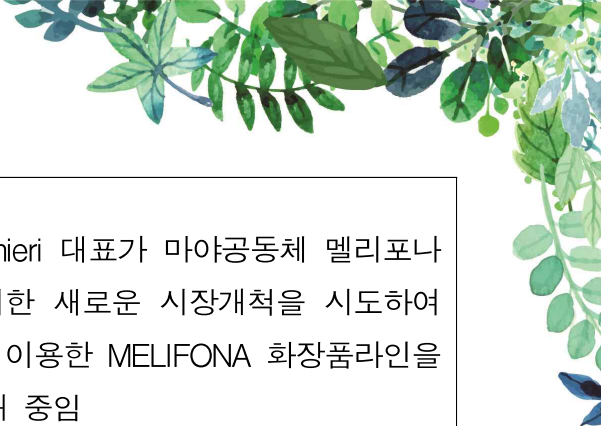 nieri 대표가 마야공동체 멜리포나
한 새로운 시장개척을 시도하여
이용한 MELIFONA 화장품라인을
중임